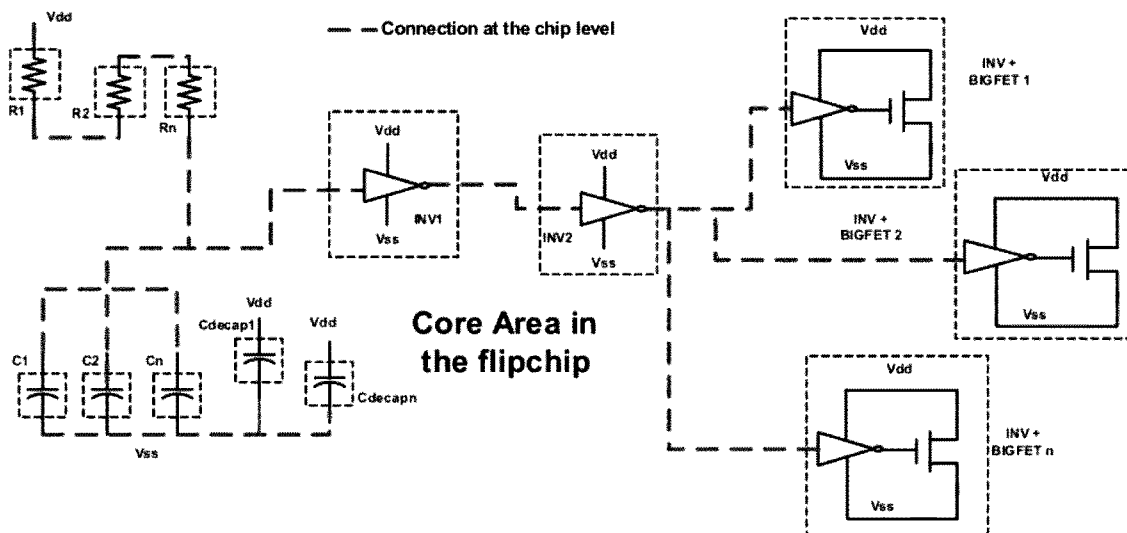 Vdd
R1
R2
Rn
Connection at the chip level
Vdd
INV1
Vss
Vdd
INV2
Vss
Vdd
Vss
INV +
BIGFET 1
Vdd
Vss
INV +
BIGFET 2
Core Area in
the flipchip
C1
C2
Cn
Vdd
Cdecap1
Vdd
Cdecapn
Vss
Vdd
Vss
INV +
BIGFET n